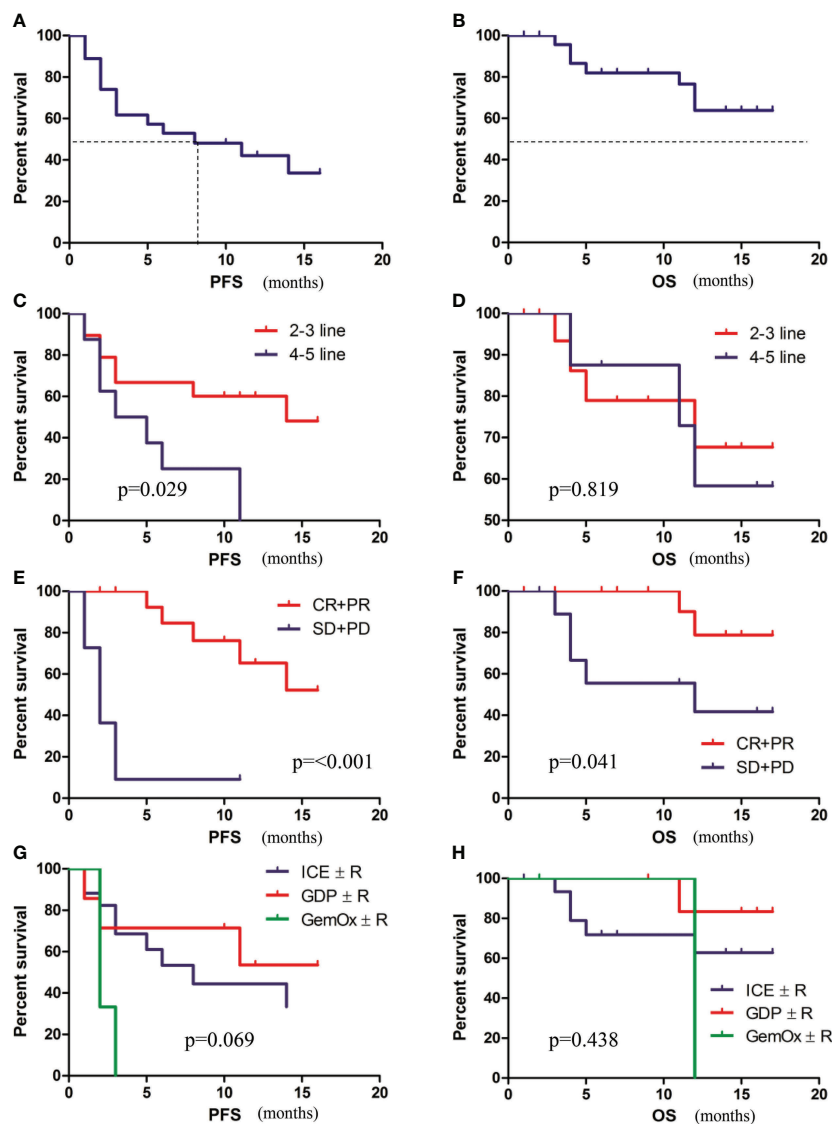 A
Percent survival
100
80
60
40
20
0
0
5
10
15
20
PFS (months)
B
Percent survival
100
80
60
40
20
0
0
5
10
15
20
OS (months)
C
Percent survival
100
80
60
40
20
0
2-3 line
4-5 line
p=0.029
0
5
10
15
20
PFS (months)
D
Percent survival
100
90
80
70
60
50
2-3 line
4-5 line
p=0.819
0
5
10
15
20
OS (months)
E
Percent survival
100
80
60
40
20
0
CR+PR
SD+PD
p=<0.001
0
5
10
15
20
PFS (months)
F
Percent survival
100
80
60
40
20
0
CR+PR
SD+PD
p=0.041
0
5
10
15
20
OS (months)
G
Percent survival
100
80
60
40
20
0
ICE ± R
GDP ± R
GemOx ± R
p=0.069
0
5
10
15
20
PFS (months)
H
Percent survival
100
80
60
40
20
0
ICE ± R
GDP ± R
GemOx ± R
p=0.438
0
5
10
15
20
OS (months)